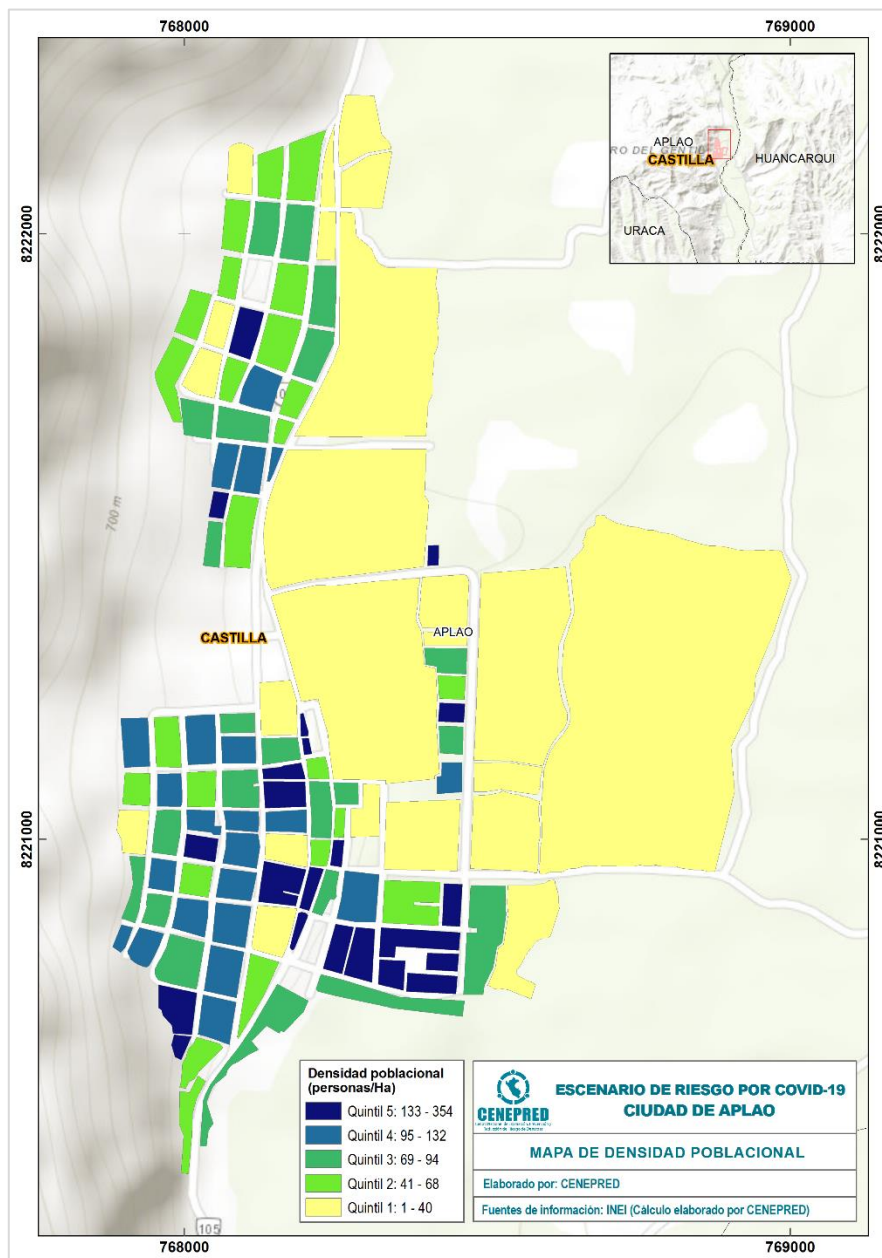 768000
769000
APLAO
RO DEL GENTI
CASTILLA
HUANCARQUI
URACA
8222000
8222000
700 m
CASTILLA
APLAO
8221000
8221000
Densidad poblacional
(personas/Ha)
Quintil 5: 133 - 354
Quintil 4: 95 - 132
Quintil 3: 69 - 94
Quintil 2: 41 - 68
Quintil 1: 1 - 40
CENEPRED
ESCENARIO DE RIESGO POR COVID-19
CIUDAD DE APLAO
MAPA DE DENSIDAD POBLACIONAL
Elaborado por: CENEPRED
Fuentes de información: INEI (Cálculo elaborado por CENEPRED)
105
768000
769000